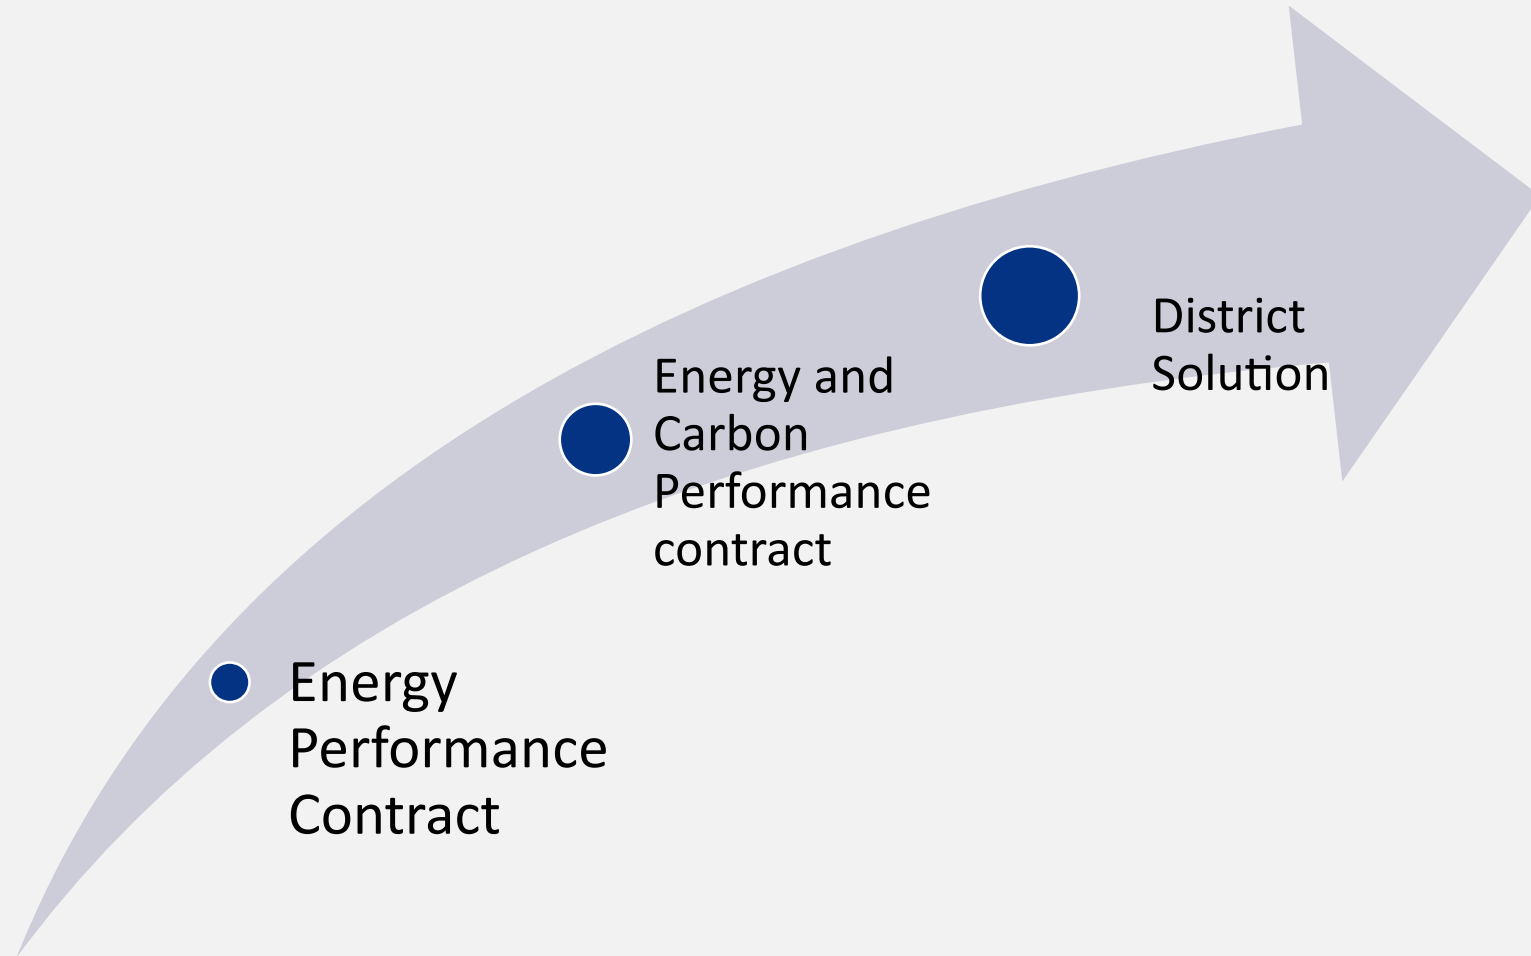 Energy
Performance
Contract
Energy and
Carbon
Performance
contract
District
Solution